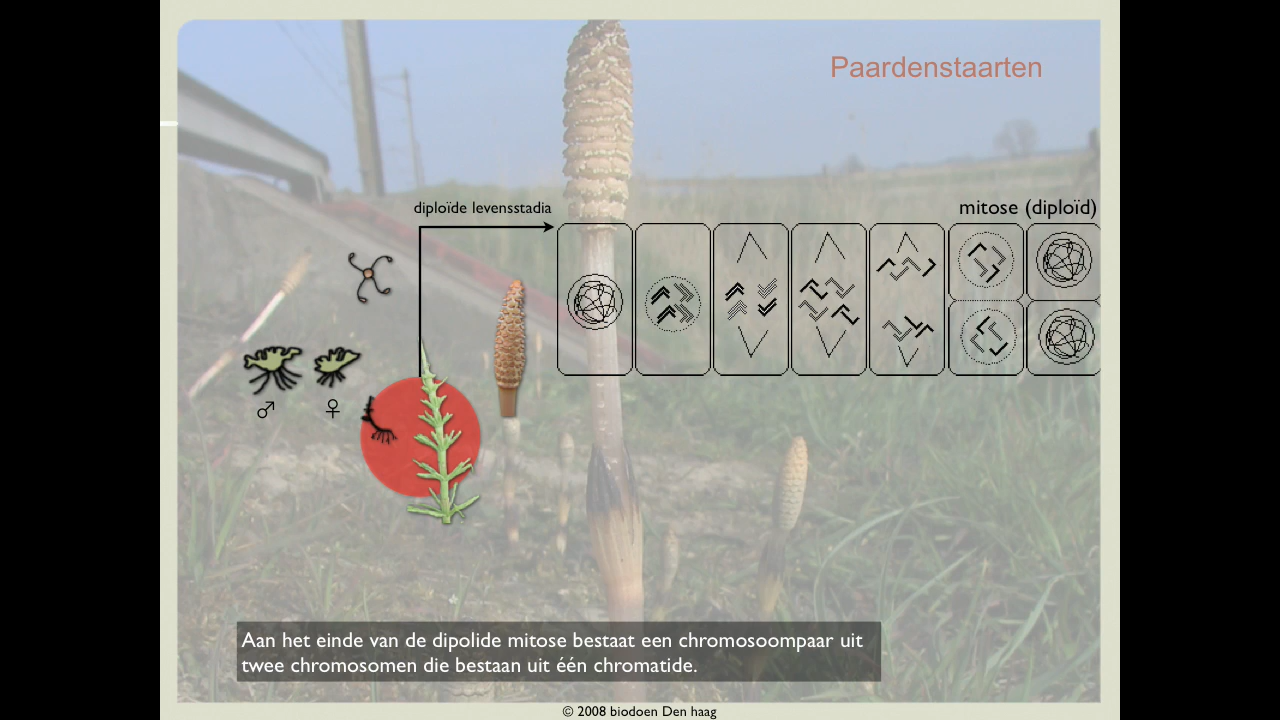 Paardenstaarten
diploïde levensstadia
mitose (diploïd)
♂ ♀
Aan het einde van de dipolide mitose bestaat een chromosoompaar uit
twee chromosomen die bestaan uit één chromatide.
© 2008 biodoen Den haag